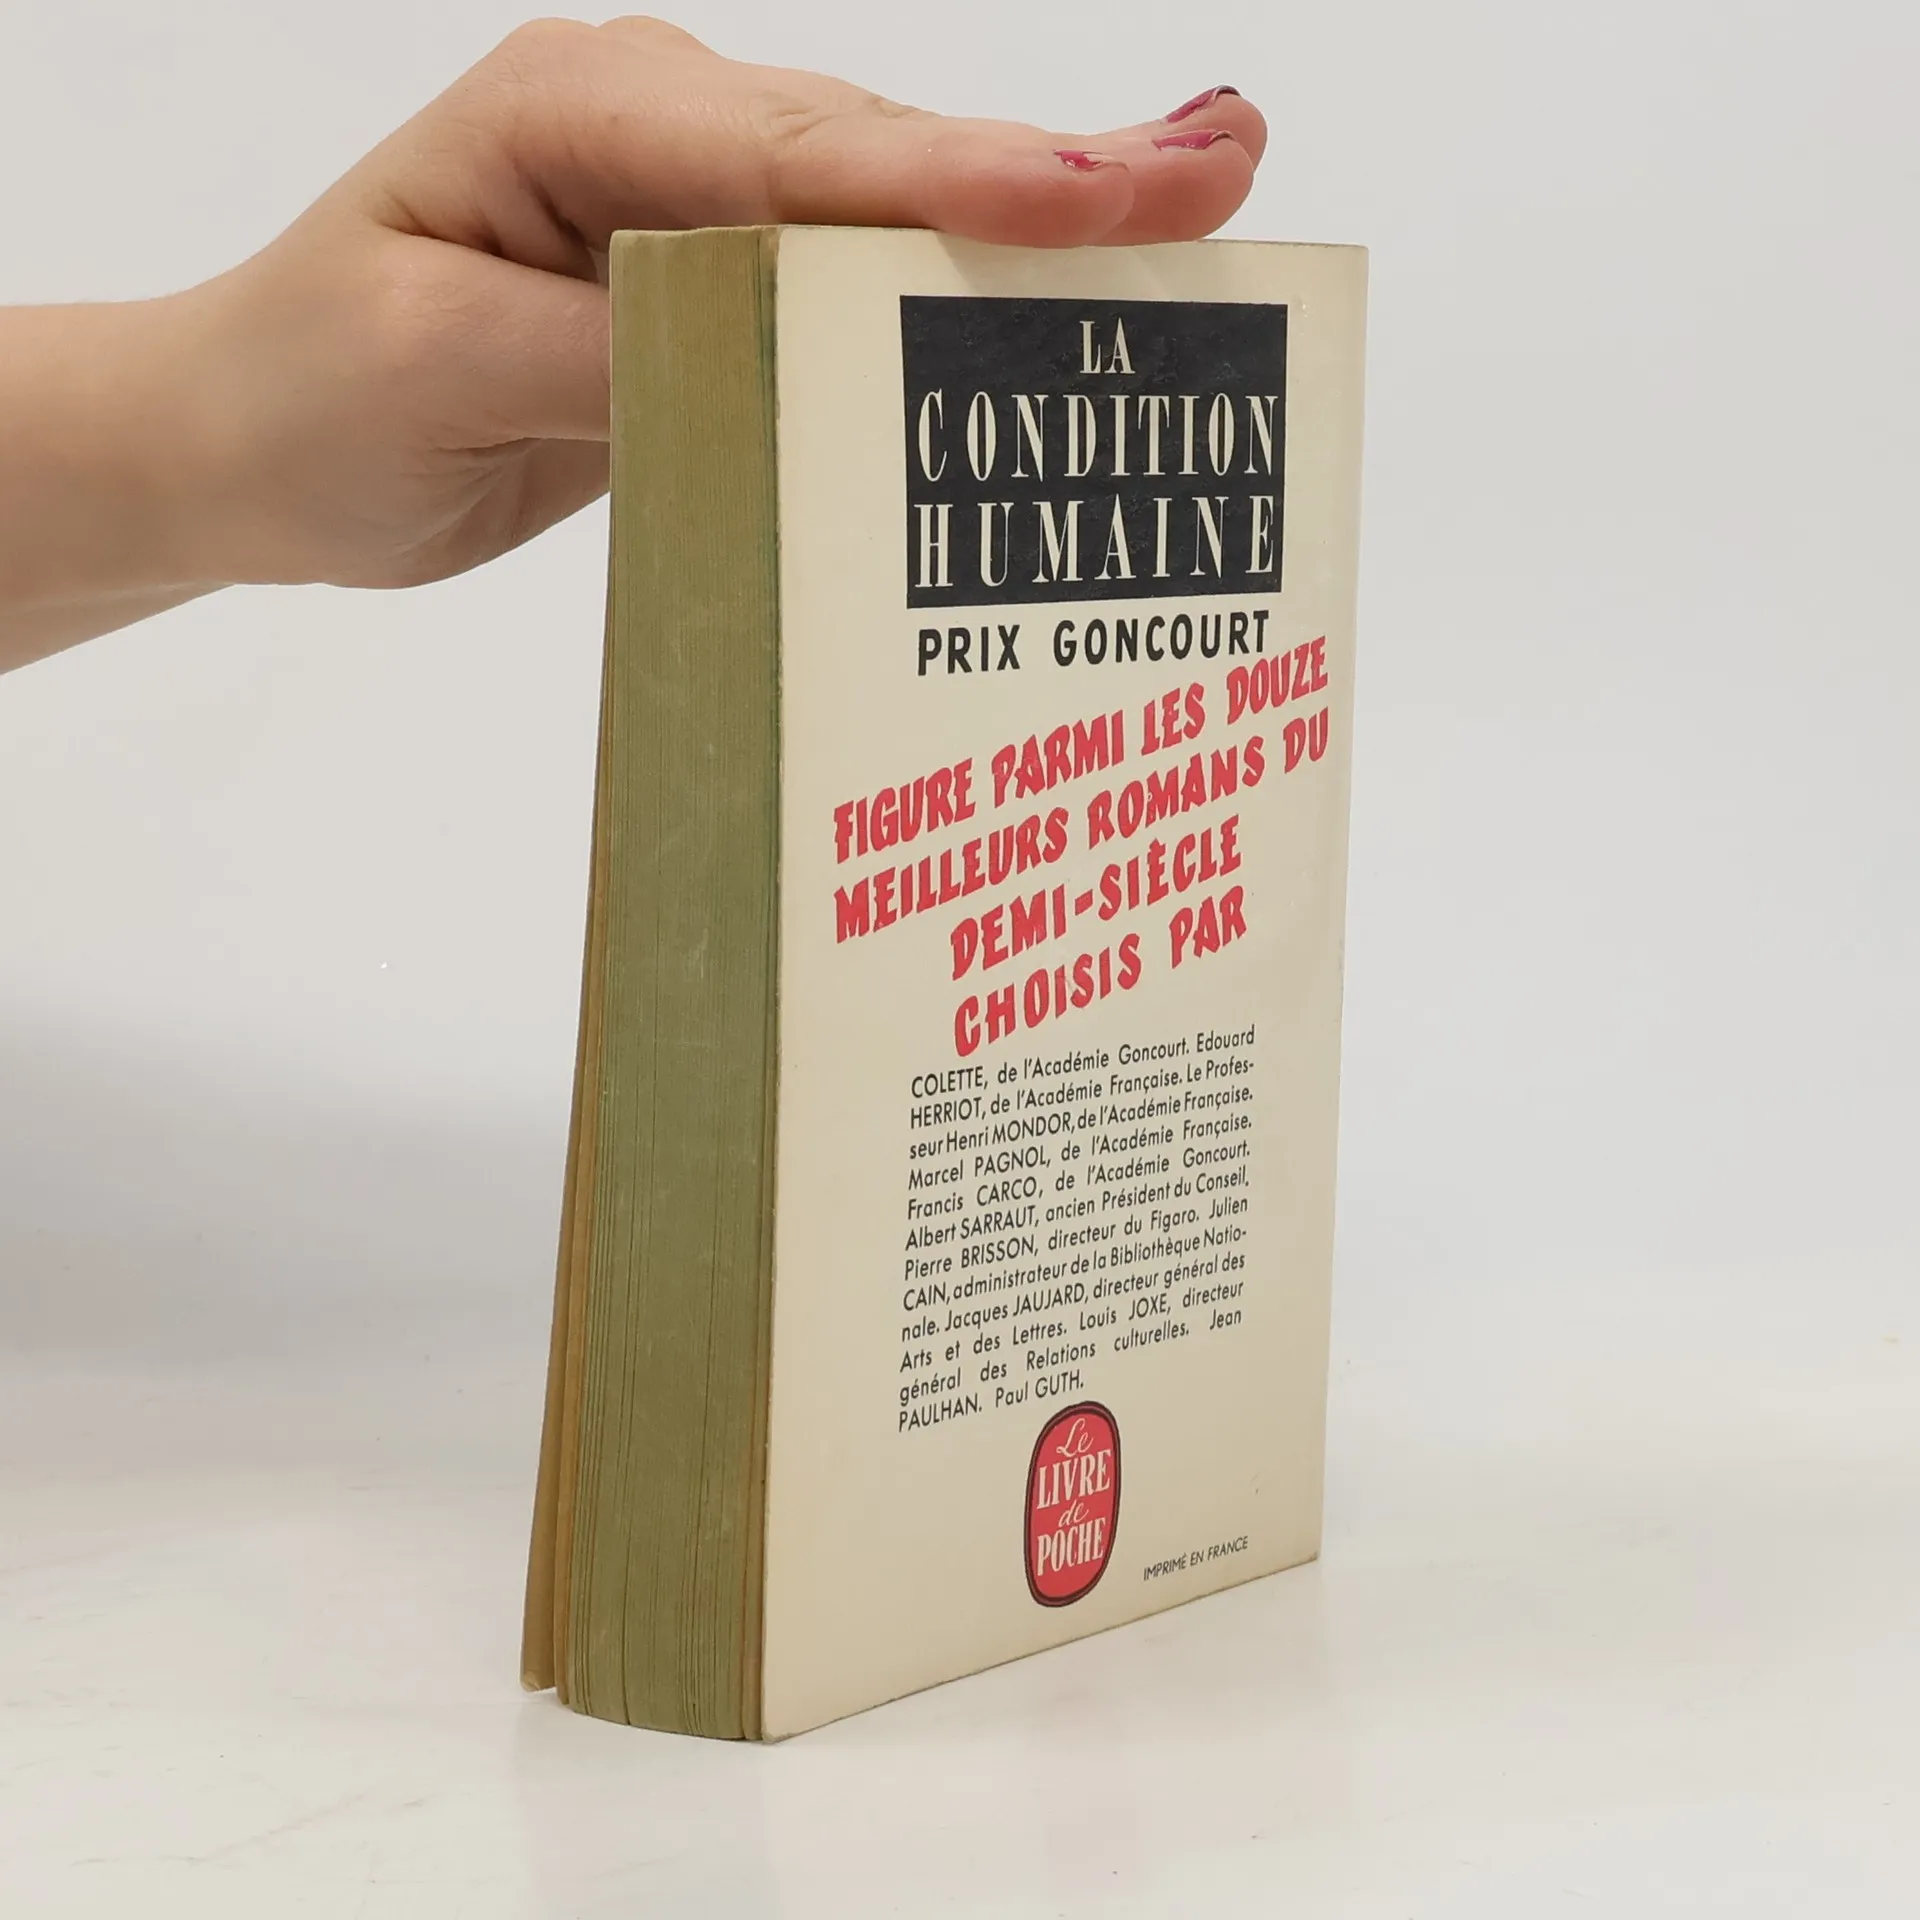 LA
CONDITION
HUMAINE
PRIX GONCOURT
FIGURE PARMI LES DOUZE
MEILLEURS ROMANS DU
DEMI-SIÈCLE
CHOISIS PAR
COLETTE, de l'Académie Goncourt. Edouard
HERRIOT, de l'Académie Française. Le Profes-
seur Henri MONDOR, de l'Académie Française.
Marcel PAGNOL, de l'Académie Française.
Francis CARCO, de l'Académie Goncourt.
Albert SARRAUT, ancien Président du Conseil.
Pierre BRISSON, directeur du Figaro. Julien
CAIN, administrateur de la Bibliothèque Natio-
nale. Jacques JAUJARD, directeur général des
Arts et des Lettres. Louis JOXE, directeur
général des Relations culturelles. Jean
PAULHAN. Paul GUTH.
Le
LIVRE
de
POCHE
IMPRIMÉ EN FRANCE